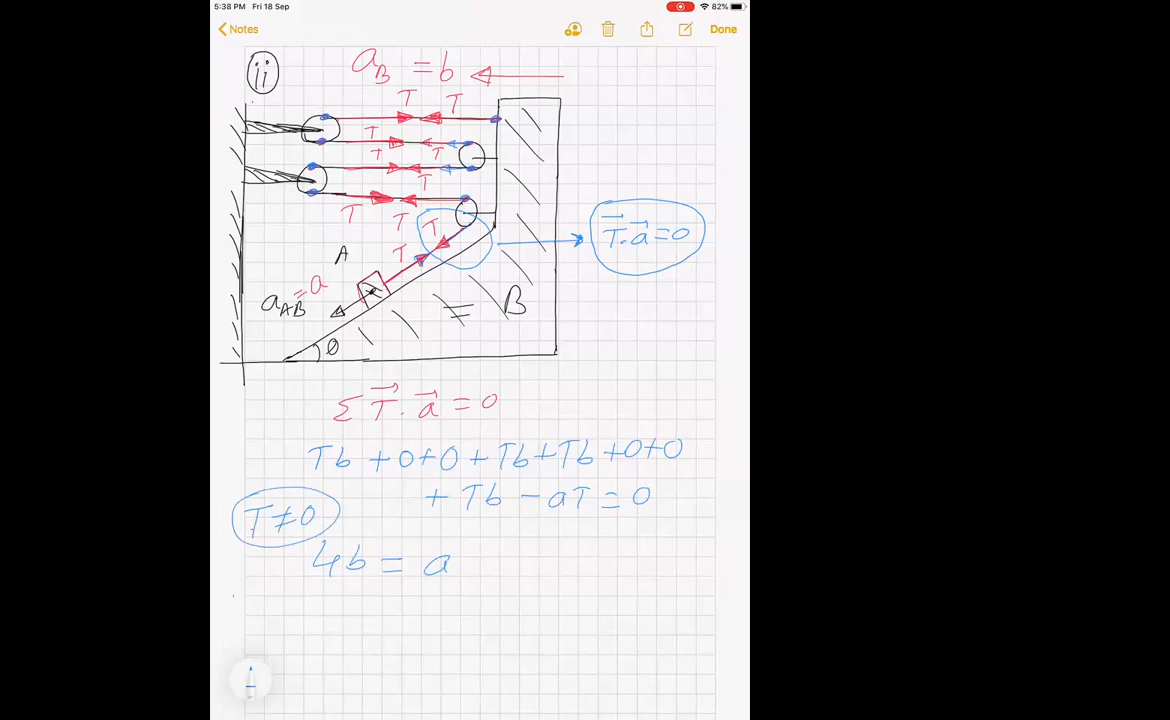 5:38 PM Fri 18 Sep
82%
Notes
Done
ii
a_B = b
T T
T
T T
T
T T
T
T
T⃗.a⃗=0
A
a_AB = a
B
θ
Σ T⃗ . a⃗ = 0
Tb + 0 + 0 + Tb + Tb + 0 + 0
+ Tb - aT = 0
T ≠ 0
4b = a